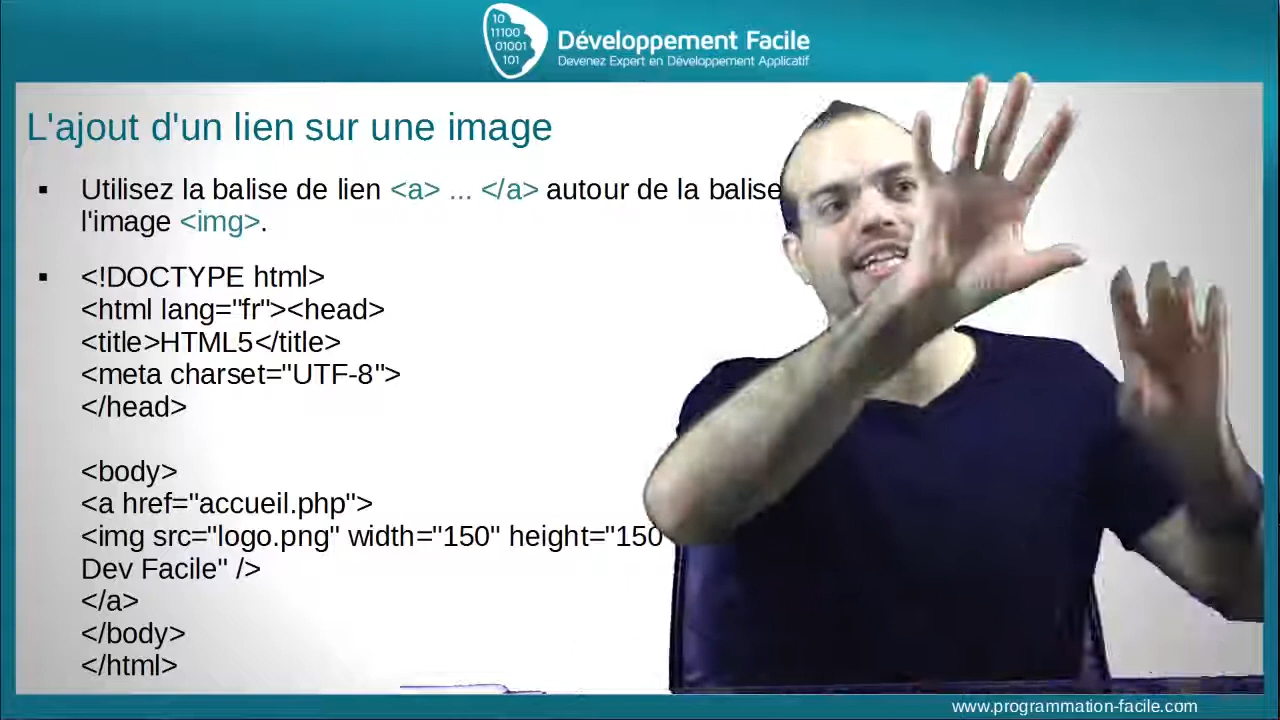 10
11100
01001
101
Développement Facile
Devenez Expert en Développement Applicatif
L'ajout d'un lien sur une image
▪ Utilisez la balise de lien <a> ... </a> autour de la balise
l'image <img>.
▪ <!DOCTYPE html>
<html lang="fr"><head>
<title>HTML5</title>
<meta charset="UTF-8">
</head>
<body>
<a href="accueil.php">
<img src="logo.png" width="150" height="150
Dev Facile" />
</a>
</body>
</html>
www.programmation-facile.com